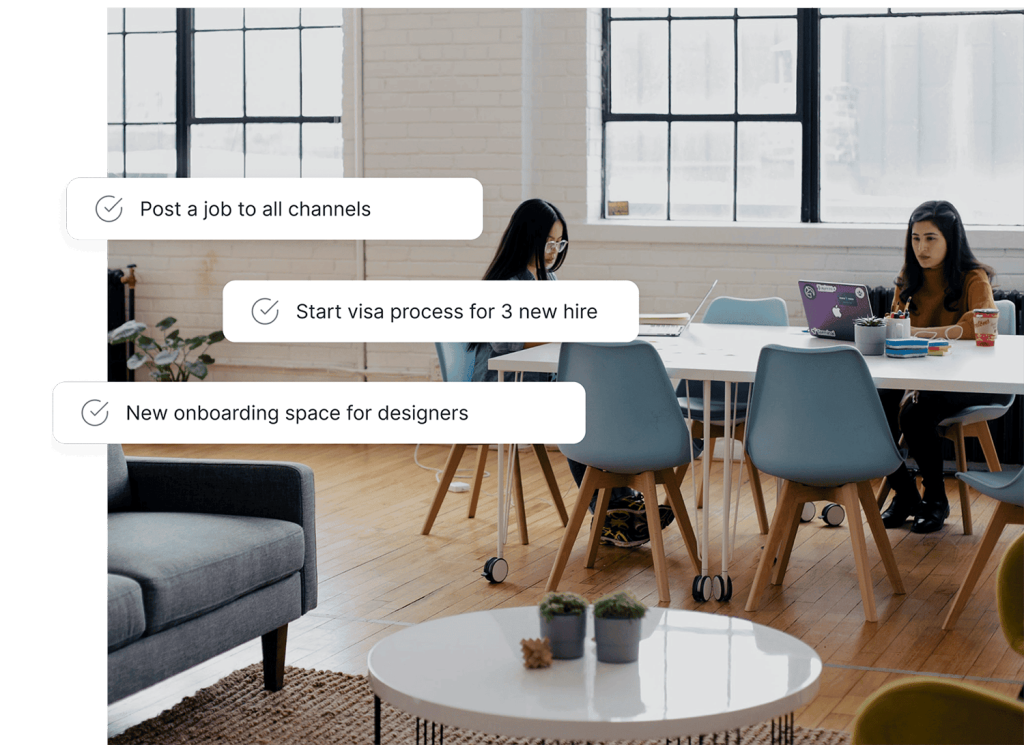 Post a job to all channels
Start visa process for 3 new hire
New onboarding space for designers